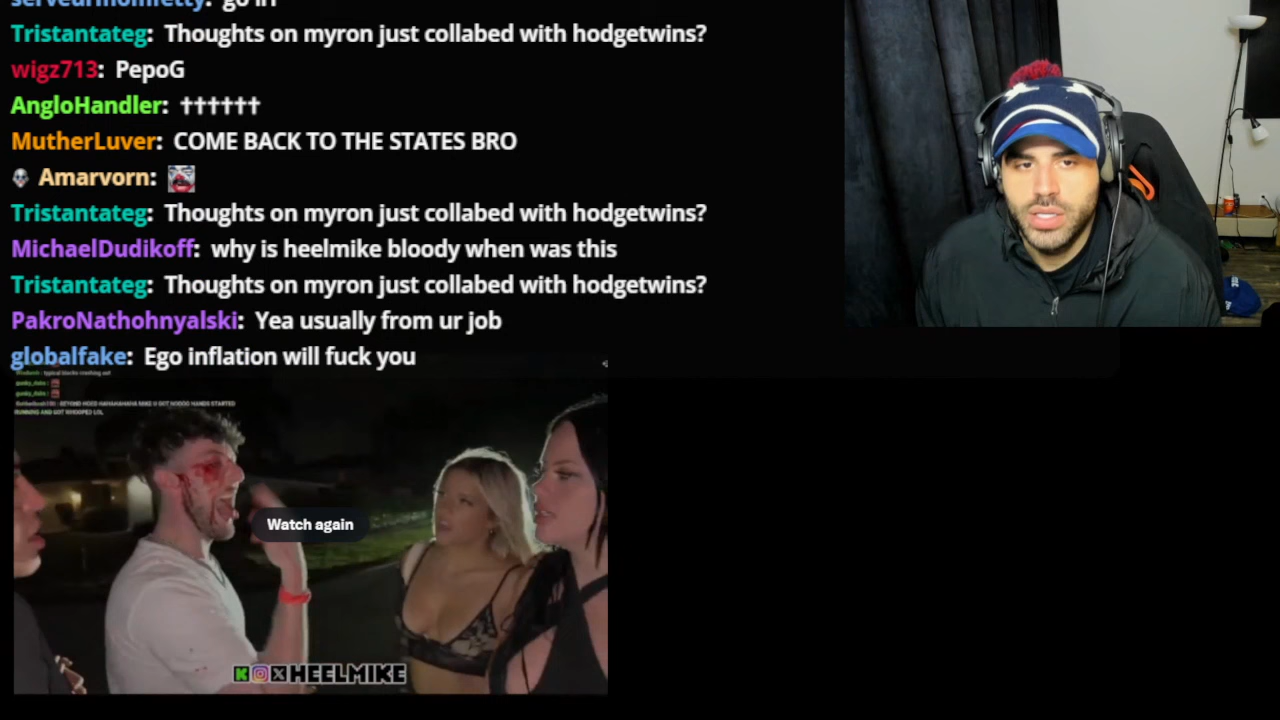 Tristantateg: Thoughts on myron just collabed with hodgetwins?
wigz713: PepoG
AngloHandler: ††††††
MutherLuver: COME BACK TO THE STATES BRO
Amarvorn:
Tristantateg: Thoughts on myron just collabed with hodgetwins?
MichaelDudikoff: why is heelmike bloody when was this
Tristantateg: Thoughts on myron just collabed with hodgetwins?
PakroNathohnyalski: Yea usually from ur job
globalfake: Ego inflation will fuck you
Watch again
HEELMIKE